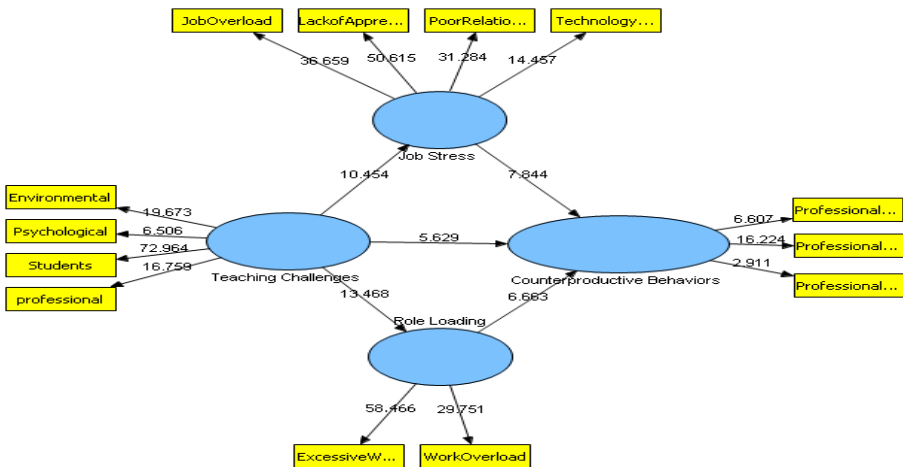 JobOverload
LackofAppre...
PoorRelatio...
Technology...
36.659
50.615
31.284
14.457
Job Stress
10.454
7.844
Environmental
Psychological
Students
professional
19.673
6.506
72.964
16.759
Teaching Challenges
5.629
Counterproductive Behaviors
6.607
16.224
2.911
Professional...
Professional...
Professional...
13.468
6.663
Role Loading
58.466
29.751
ExcessiveW...
WorkOverload